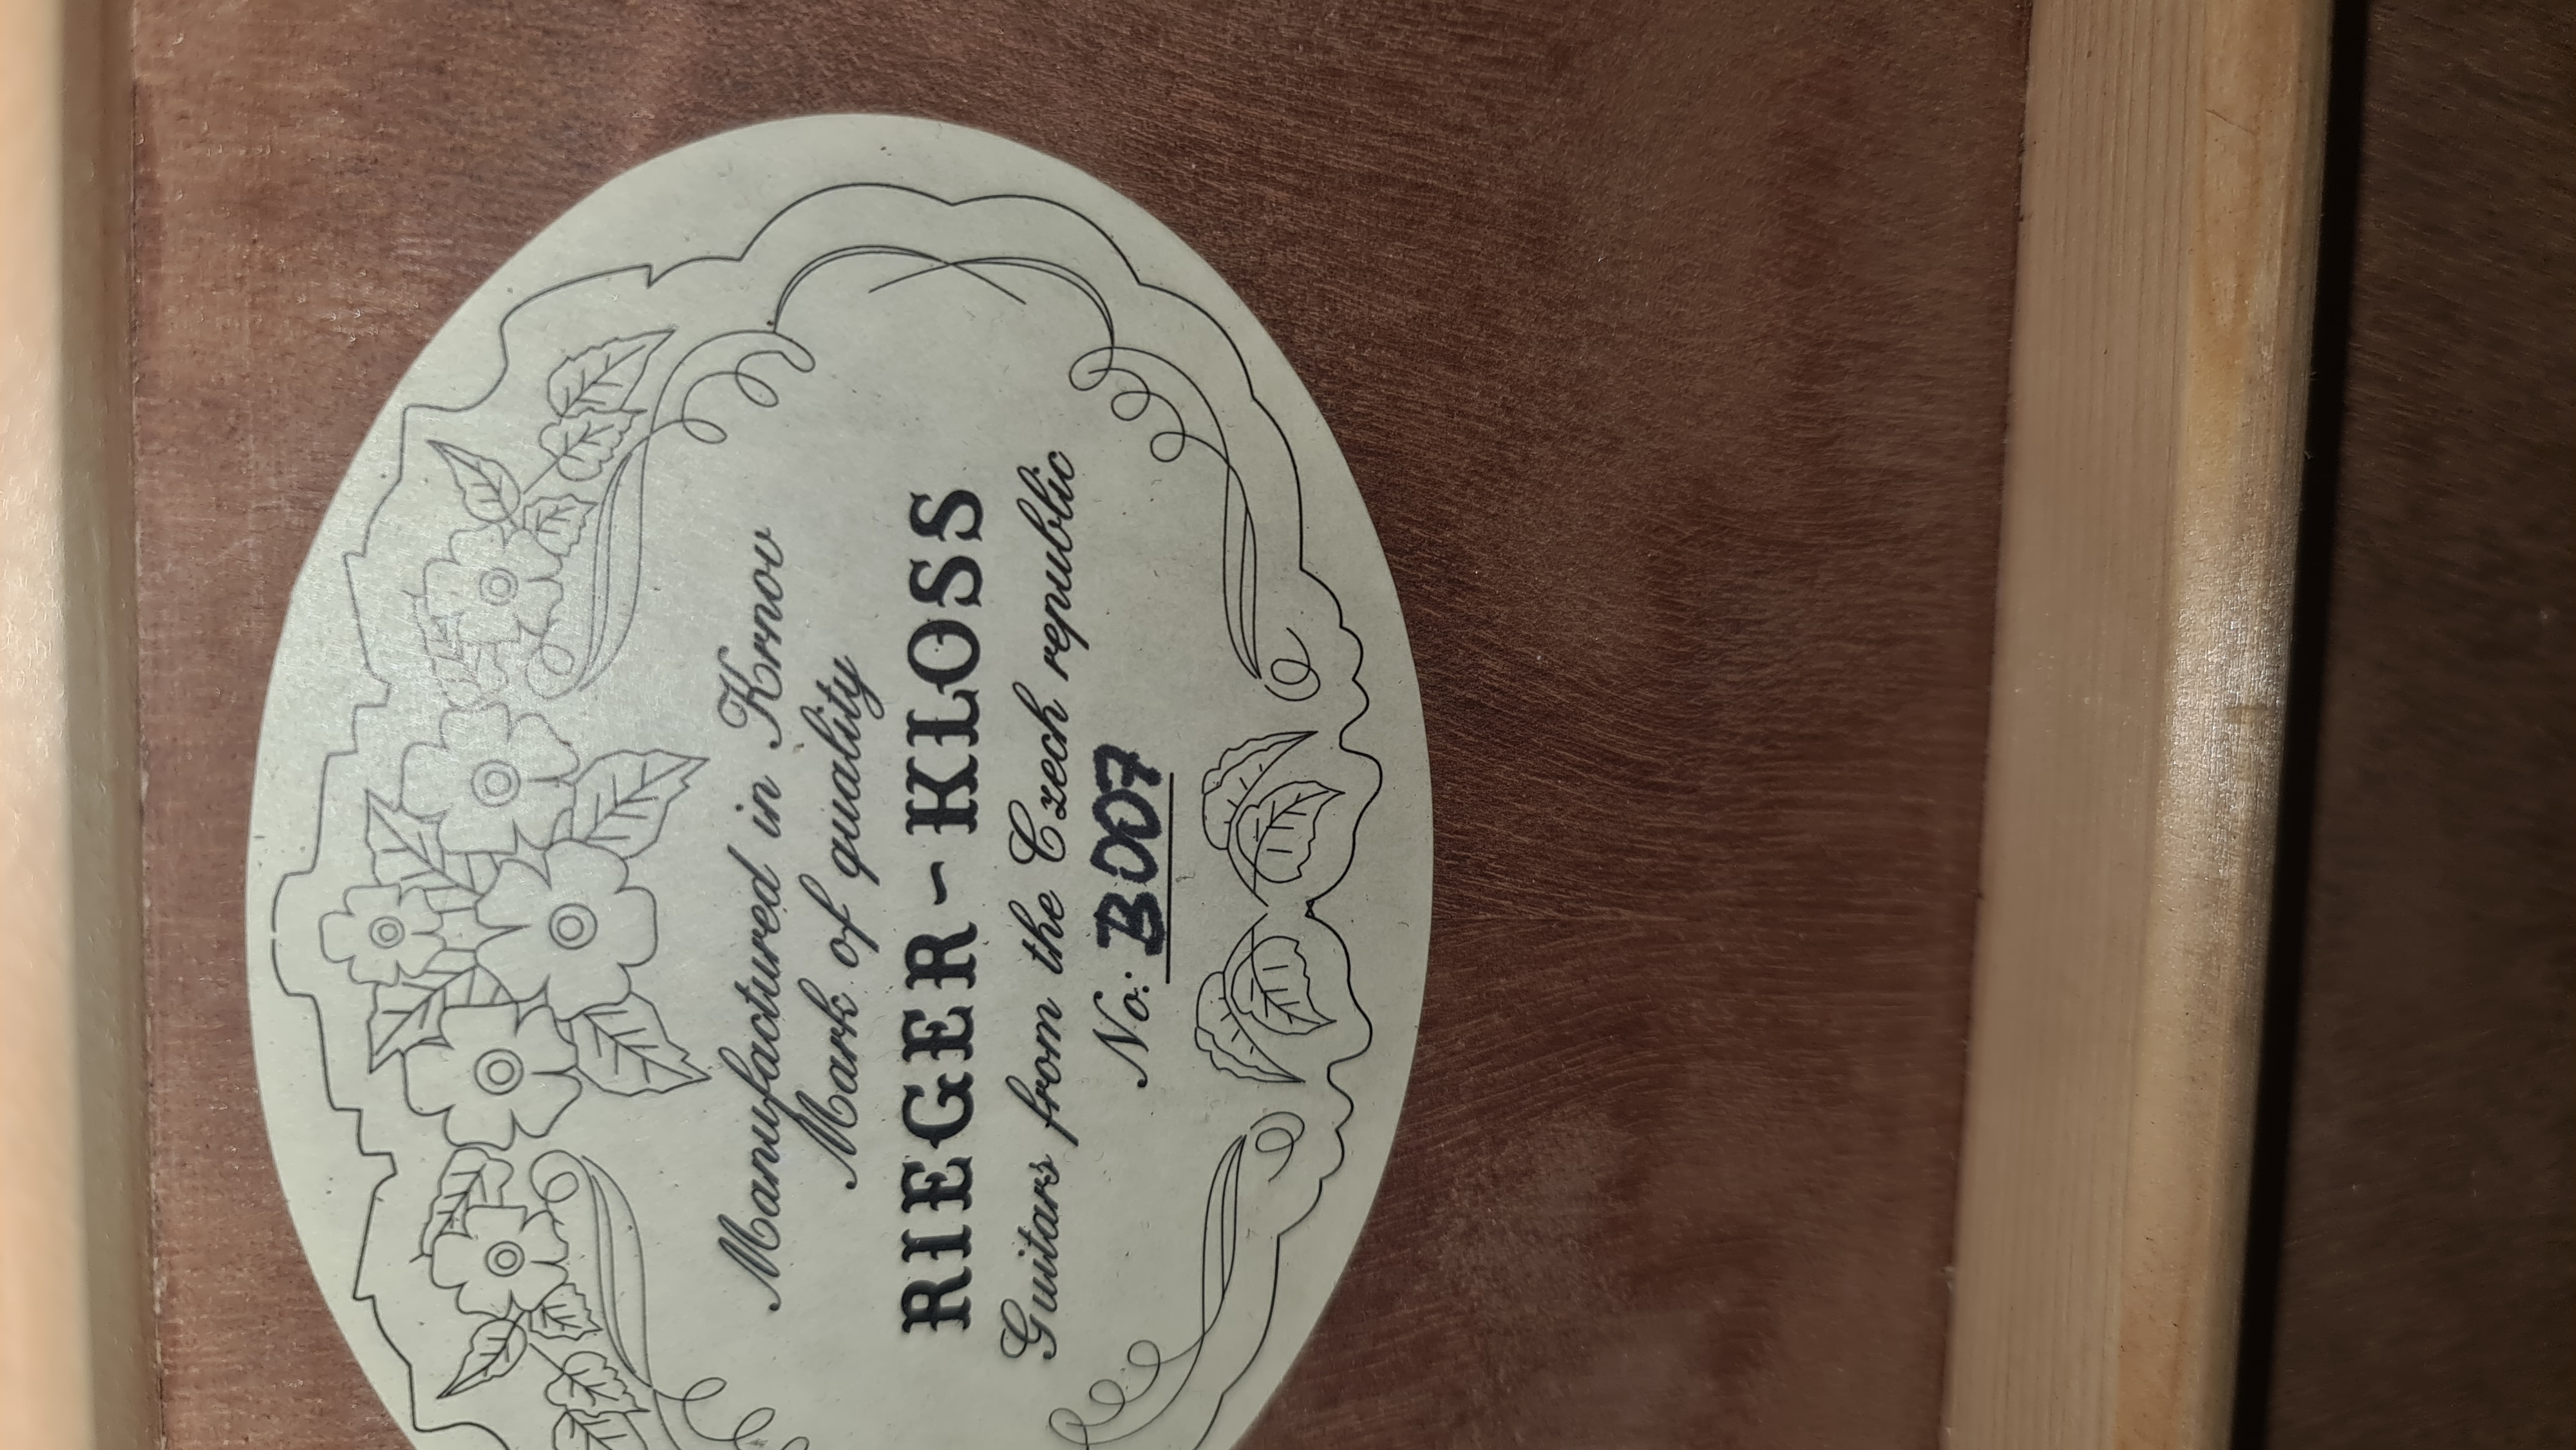 Manufactured in Krnov
Mark of quality
RIEGER-KLOSS
Guitars from the Czech republic
No.: B007